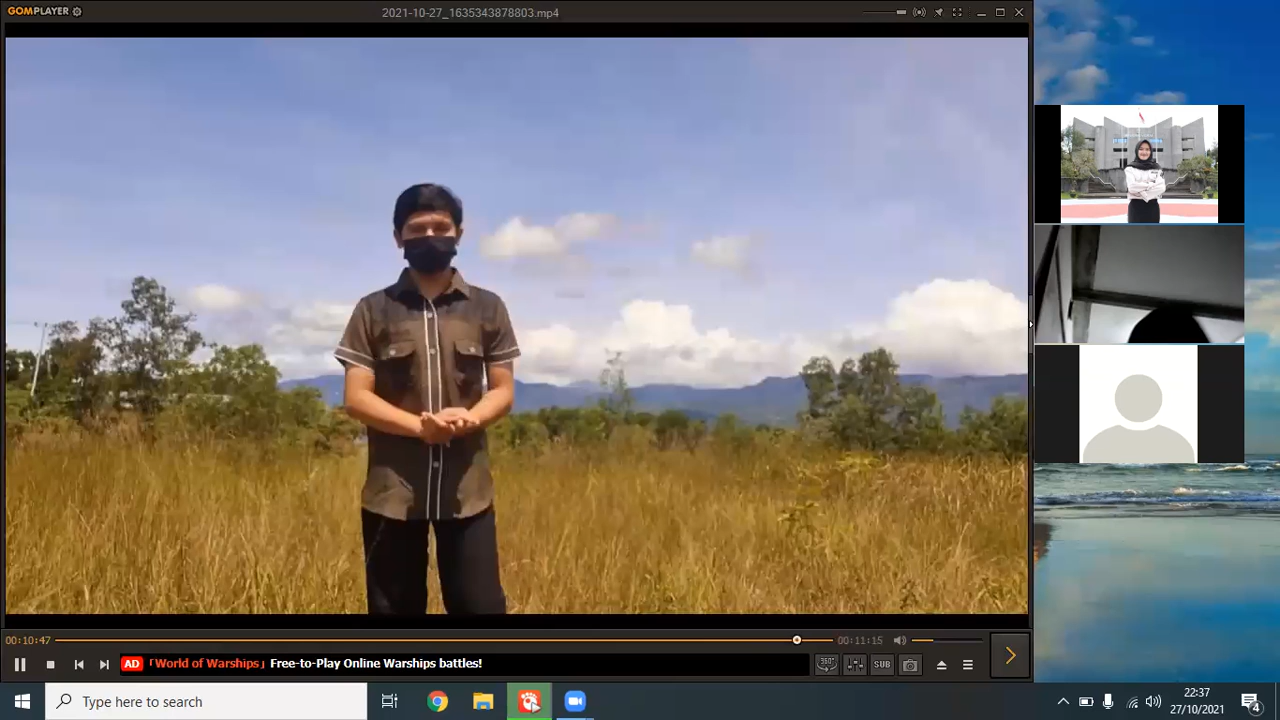 GOMPLAYER
2021-10-27_1635343878803.mp4
00:10:47
00:11:15
AD 「World of Warships」 Free-to-Play Online Warships battles!
360°
SUB
Type here to search
22:37
27/10/2021
4